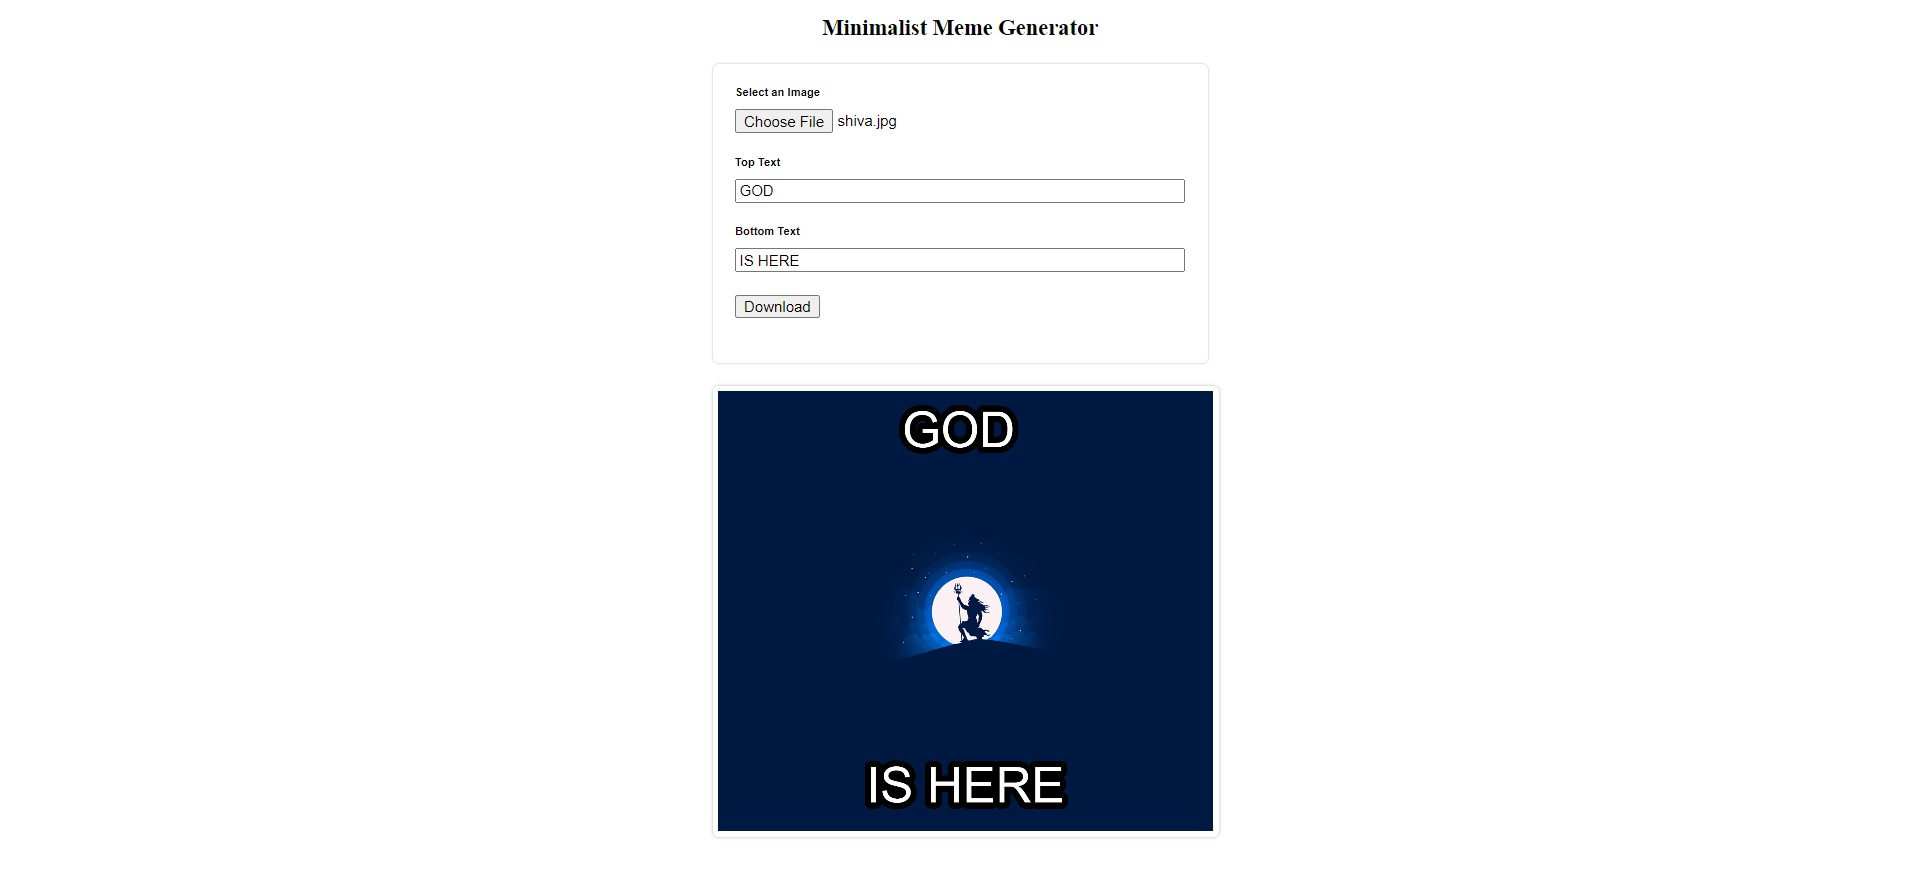 Minimalist Meme Generator
Select an Image
Choose File shiva.jpg
Top Text
GOD
Bottom Text
IS HERE
Download
GOD
IS HERE